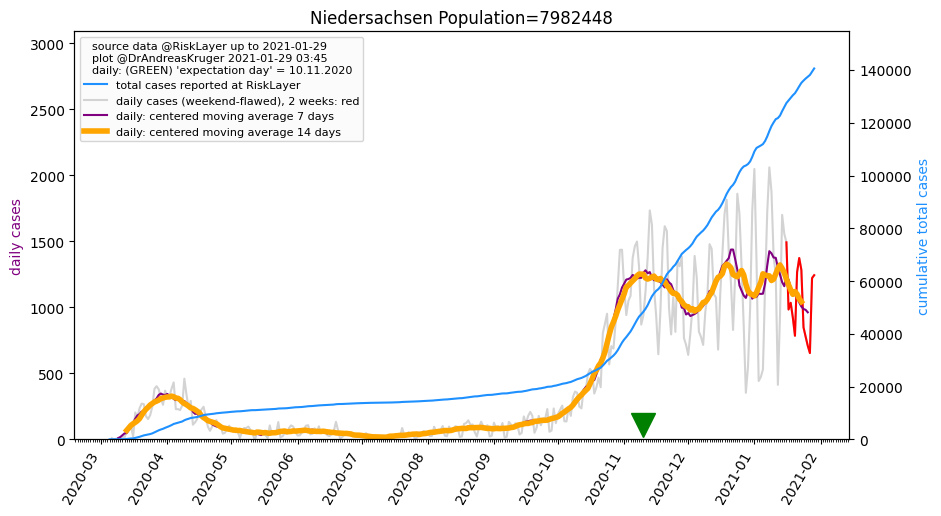 Niedersachsen Population=7982448
source data @RiskLayer up to 2021-01-29
plot @DrAndreasKruger 2021-01-29 03:45
daily: (GREEN) 'expectation day' = 10.11.2020
total cases reported at RiskLayer
daily cases (weekend-flawed), 2 weeks: red
daily: centered moving average 7 days
daily: centered moving average 14 days
daily cases
3000
2500
2000
1500
1000
500
0
cumulative total cases
140000
120000
100000
80000
60000
40000
20000
0
2020-03
2020-04
2020-05
2020-06
2020-07
2020-08
2020-09
2020-10
2020-11
2020-12
2021-01
2021-02